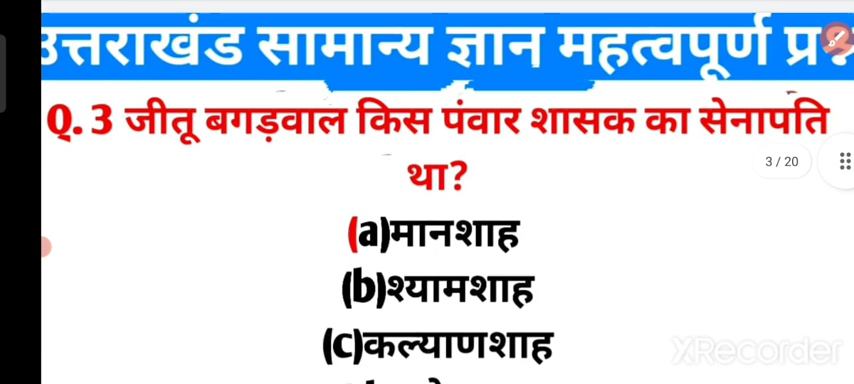 उत्तराखंड सामान्य ज्ञान महत्वपूर्ण
Q. 3 जीतू बगड़वाल किस पंवार शासक का सेनापति
था?
3 / 20
(a)मानशाह
(b)श्यामशाह
(c)कल्याणशाह
XRecorder